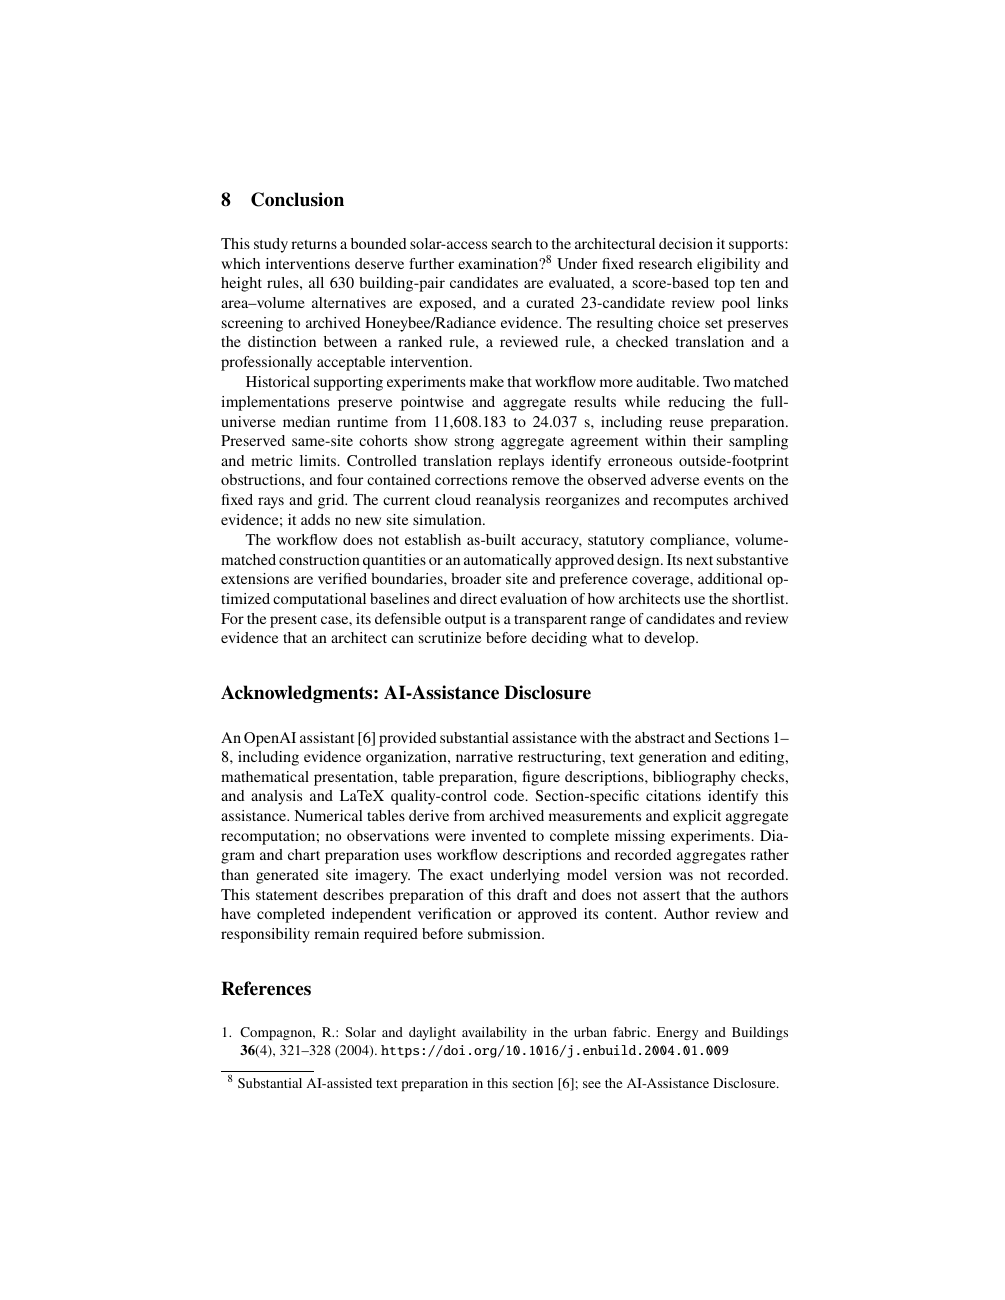 8 Conclusion
This study returns a bounded solar-access search to the architectural decision it supports:
which interventions deserve further examination?8 Under fixed research eligibility and
height rules, all 630 building-pair candidates are evaluated, a score-based top ten and
area–volume alternatives are exposed, and a curated 23-candidate review pool links
screening to archived Honeybee/Radiance evidence. The resulting choice set preserves
the distinction between a ranked rule, a reviewed rule, a checked translation and a
professionally acceptable intervention.
Historical supporting experiments make that workflow more auditable. Two matched
implementations preserve pointwise and aggregate results while reducing the full-
universe median runtime from 11,608.183 to 24.037 s, including reuse preparation.
Preserved same-site cohorts show strong aggregate agreement within their sampling
and metric limits. Controlled translation replays identify erroneous outside-footprint
obstructions, and four contained corrections remove the observed adverse events on the
fixed rays and grid. The current cloud reanalysis reorganizes and recomputes archived
evidence; it adds no new site simulation.
The workflow does not establish as-built accuracy, statutory compliance, volume-
matched construction quantities or an automatically approved design. Its next substantive
extensions are verified boundaries, broader site and preference coverage, additional op-
timized computational baselines and direct evaluation of how architects use the shortlist.
For the present case, its defensible output is a transparent range of candidates and review
evidence that an architect can scrutinize before deciding what to develop.
Acknowledgments: AI-Assistance Disclosure
An OpenAI assistant [6] provided substantial assistance with the abstract and Sections 1–
8, including evidence organization, narrative restructuring, text generation and editing,
mathematical presentation, table preparation, figure descriptions, bibliography checks,
and analysis and LaTeX quality-control code. Section-specific citations identify this
assistance. Numerical tables derive from archived measurements and explicit aggregate
recomputation; no observations were invented to complete missing experiments. Dia-
gram and chart preparation uses workflow descriptions and recorded aggregates rather
than generated site imagery. The exact underlying model version was not recorded.
This statement describes preparation of this draft and does not assert that the authors
have completed independent verification or approved its content. Author review and
responsibility remain required before submission.
References
1. Compagnon, R.: Solar and daylight availability in the urban fabric. Energy and Buildings
36(4), 321–328 (2004). https://doi.org/10.1016/j.enbuild.2004.01.009
8 Substantial AI-assisted text preparation in this section [6]; see the AI-Assistance Disclosure.